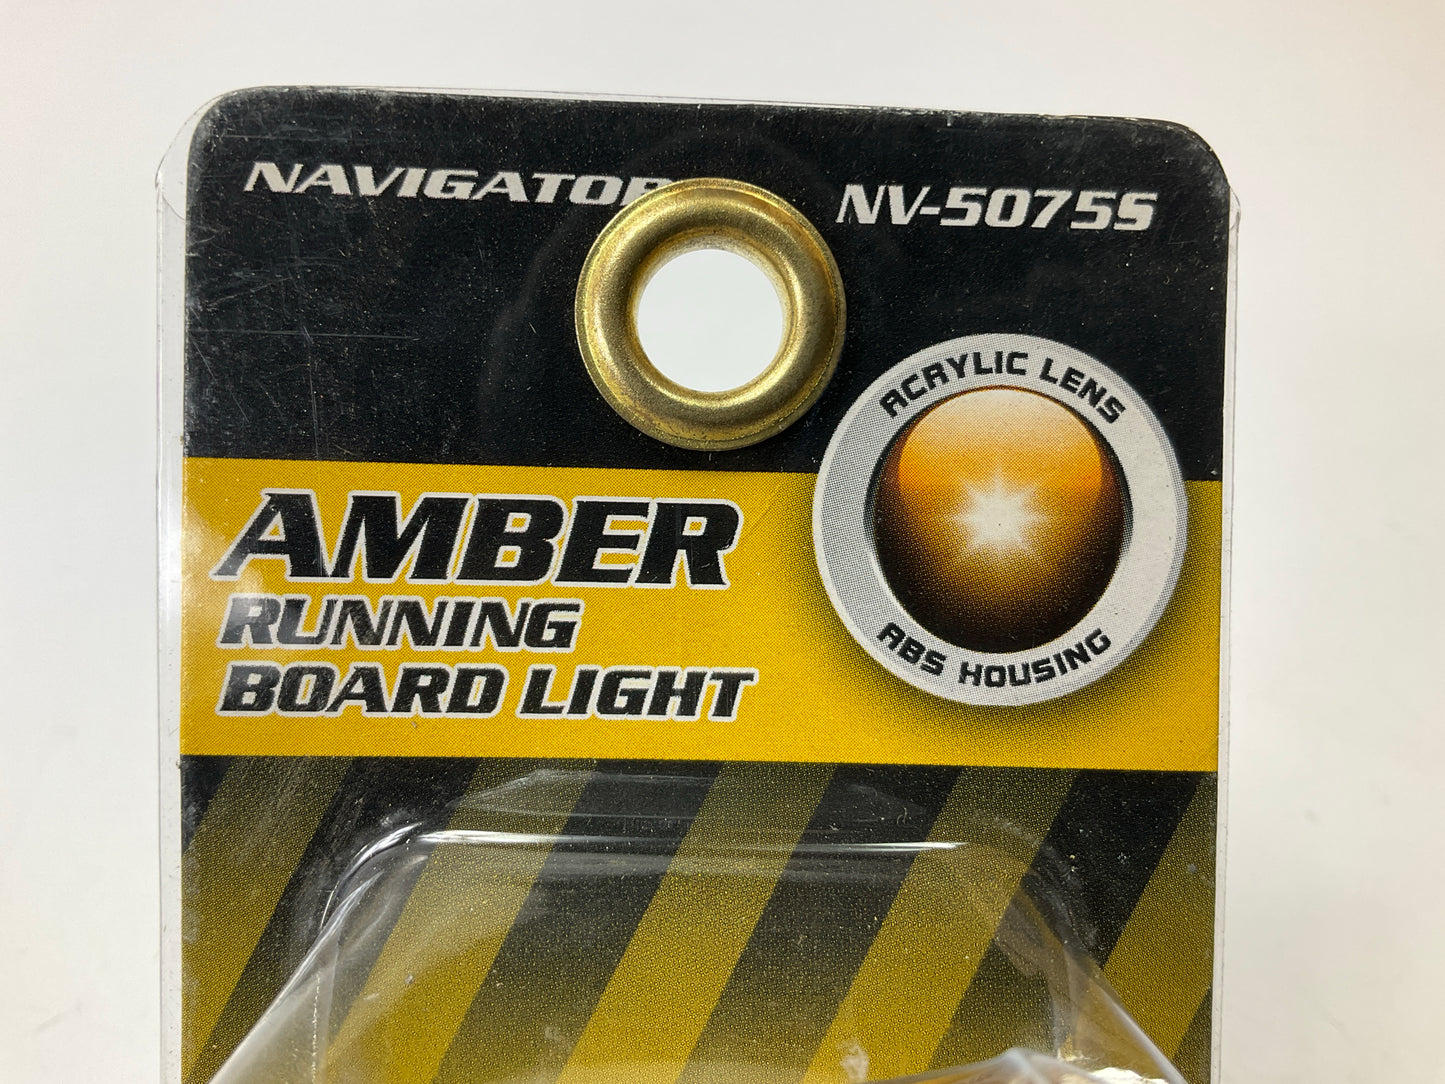 NAVIGATOR NV-5075S
ACRYLIC LENS
AMBER
RUNNING
BOARD LIGHT
ABS HOUSING